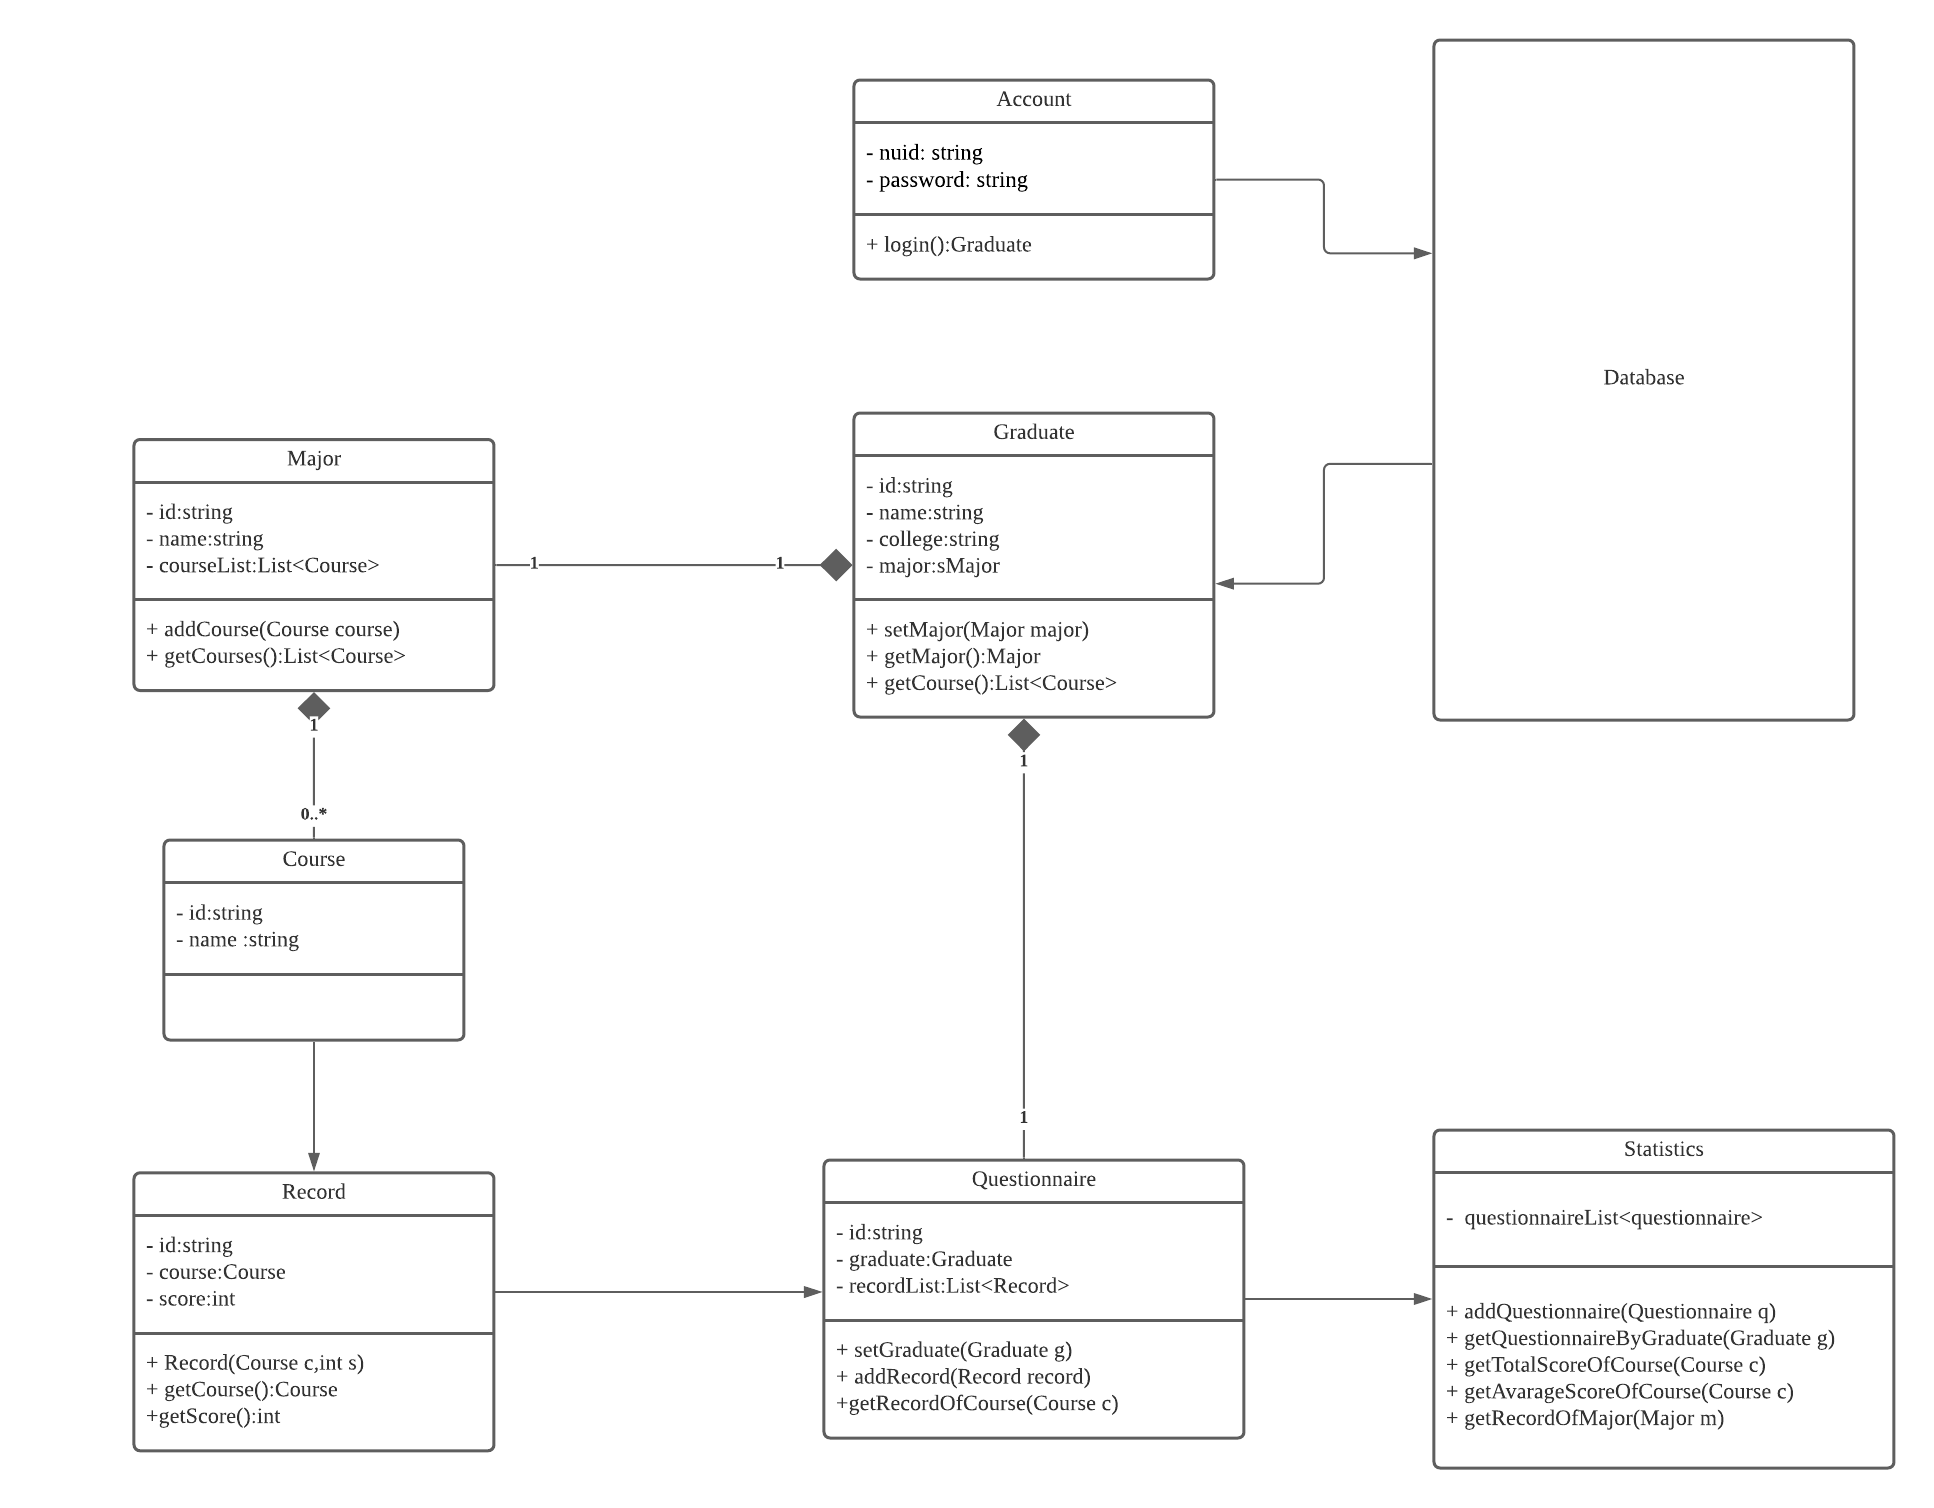 Account
- nuid: string
- password: string
+ login():Graduate
Database
Major
- id:string
- name:string
- courseList:List<Course>
+ addCourse(Course course)
+ getCourses():List<Course>
1
1
Graduate
- id:string
- name:string
- college:string
- major:sMajor
+ setMajor(Major major)
+ getMajor():Major
+ getCourse():List<Course>
1
0..*
1
1
Course
- id:string
- name :string
Record
- id:string
- course:Course
- score:int
+ Record(Course c,int s)
+ getCourse():Course
+getScore():int
Questionnaire
- id:string
- graduate:Graduate
- recordList:List<Record>
+ setGraduate(Graduate g)
+ addRecord(Record record)
+getRecordOfCourse(Course c)
Statistics
-  questionnaireList<questionnaire>
+ addQuestionnaire(Questionnaire q)
+ getQuestionnaireByGraduate(Graduate g)
+ getTotalScoreOfCourse(Course c)
+ getAvarageScoreOfCourse(Course c)
+ getRecordOfMajor(Major m)